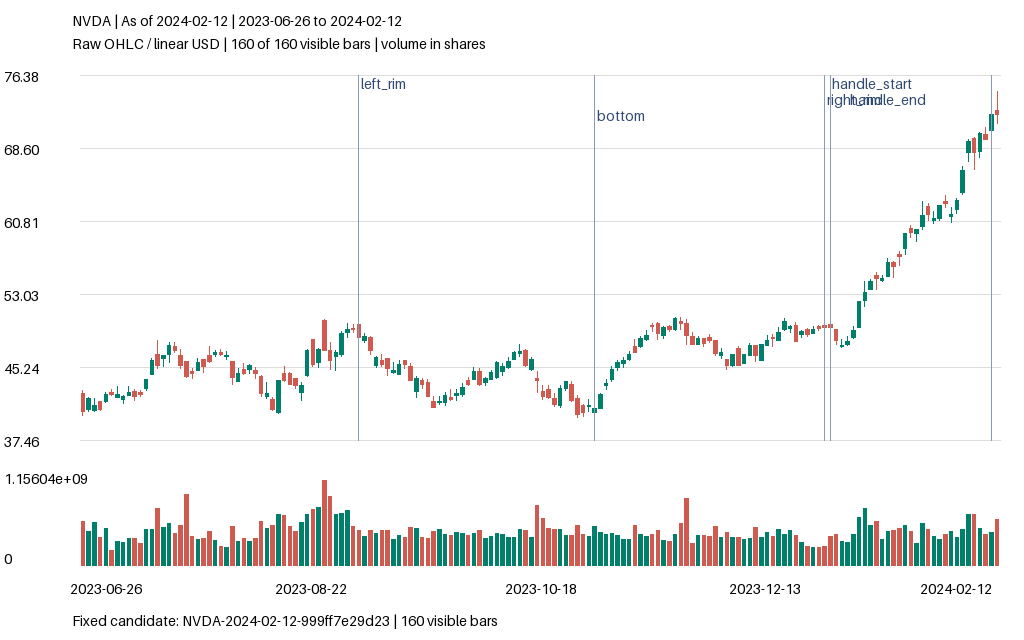 NVDA | As of 2024-02-12 | 2023-06-26 to 2024-02-12
Raw OHLC / linear USD | 160 of 160 visible bars | volume in shares
76.38
left_rim
handle_start
right_rim
handle_end
bottom
68.60
60.81
53.03
45.24
37.46
1.15604e+09
0
2023-06-26
2023-08-22
2023-10-18
2023-12-13
2024-02-12
Fixed candidate: NVDA-2024-02-12-999ff7e29d23 | 160 visible bars